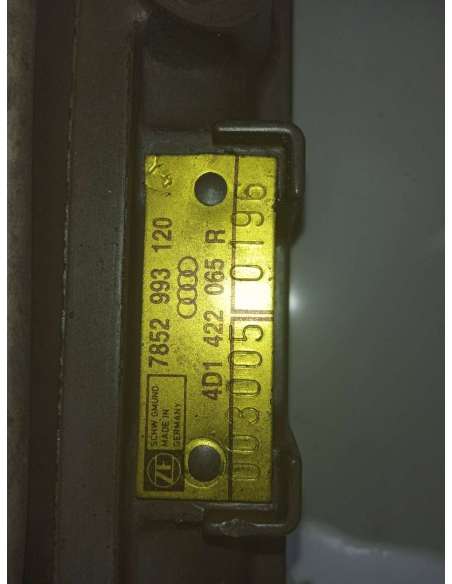 ZF
SCHW. GMÜND
MADE IN
GERMANY
7852 993 120
4D1 422 065 R
003005 0196